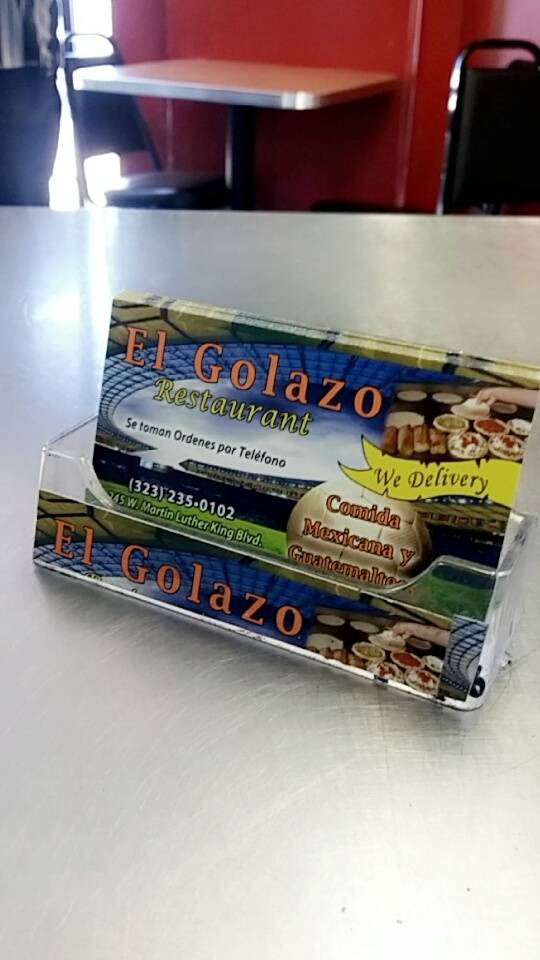 El Golazo
Restaurant
Se toman Ordenes por Teléfono
We Delivery
(323) 235•0102
245 W. Martin Luther King Blvd.
Comida
Mexicana y
El Golazo